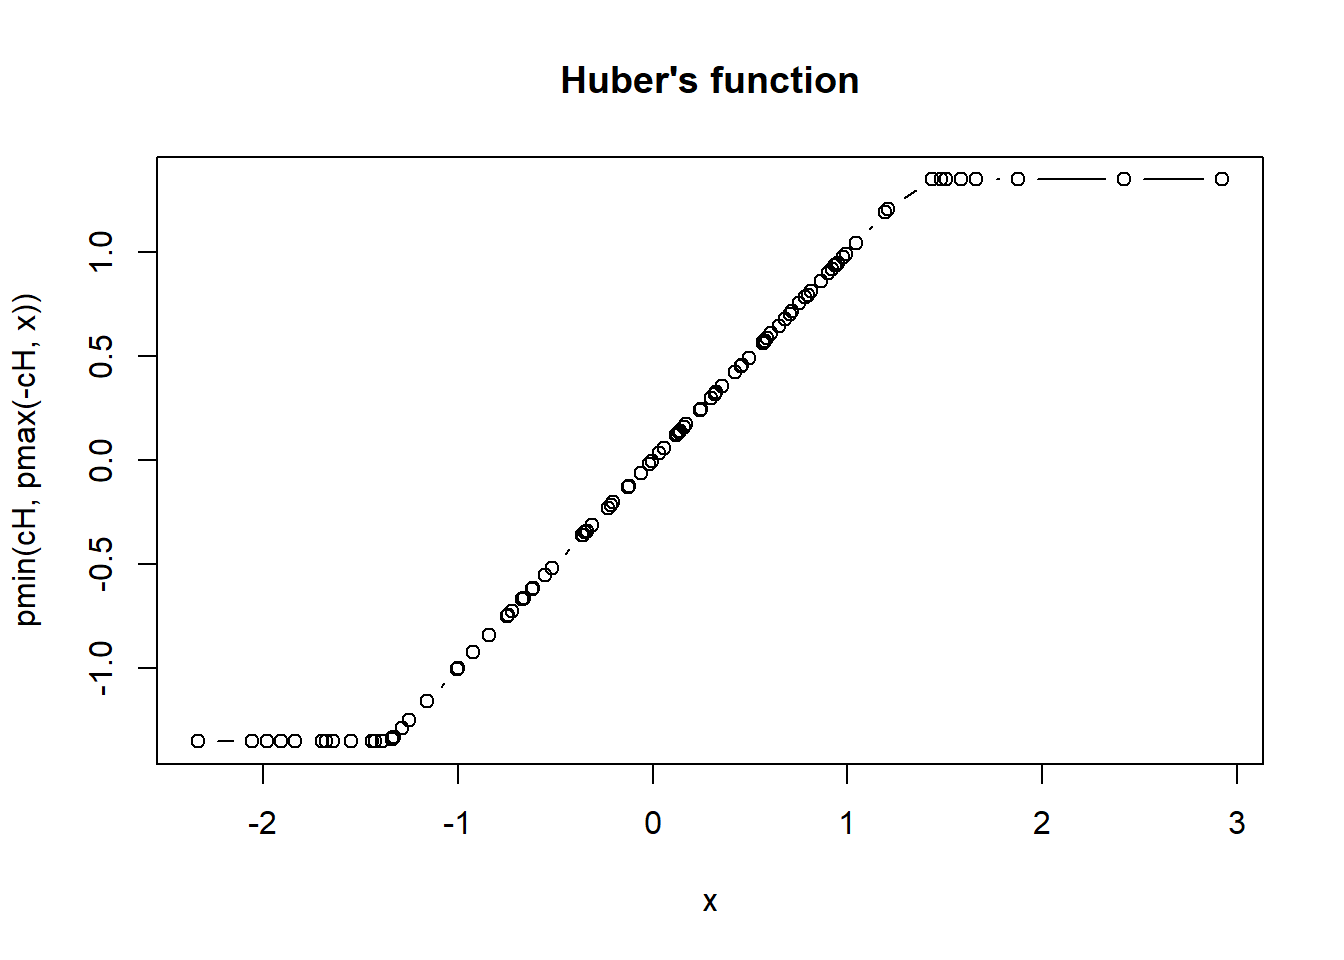 Huber's function
pmin(cH, pmax(-cH, x))
1.0
0.5
0.0
-0.5
-1.0
-2 -1 0 1 2 3
x